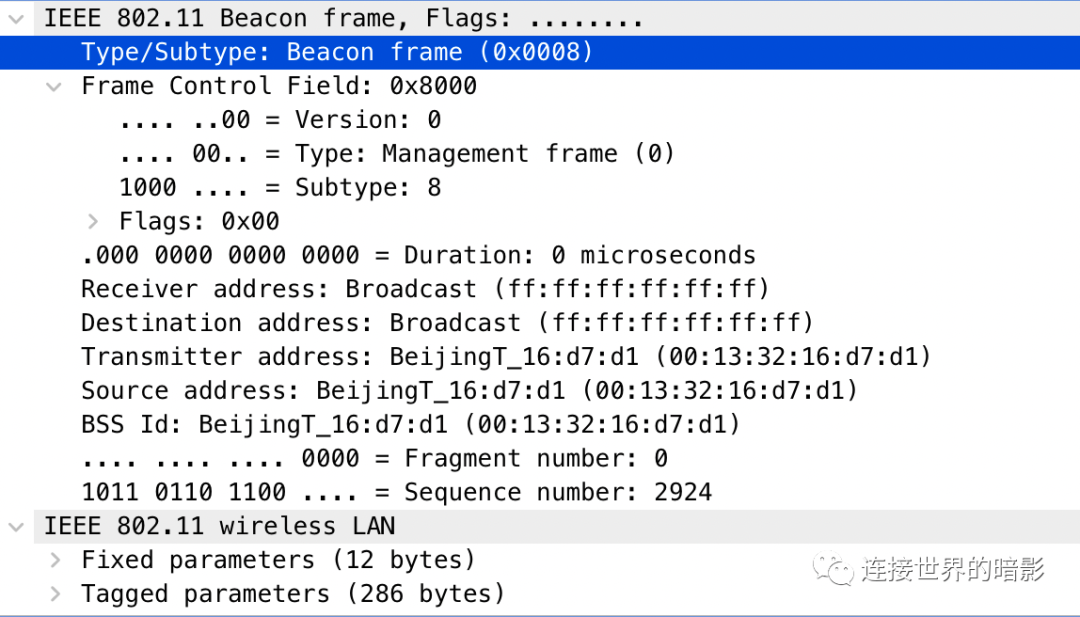 IEEE 802.11 Beacon frame, Flags: ........
Type/Subtype: Beacon frame (0x0008)
Frame Control Field: 0x8000
.... ..00 = Version: 0
.... 00.. = Type: Management frame (0)
1000 .... = Subtype: 8
Flags: 0x00
.000 0000 0000 0000 = Duration: 0 microseconds
Receiver address: Broadcast (ff:ff:ff:ff:ff:ff)
Destination address: Broadcast (ff:ff:ff:ff:ff:ff)
Transmitter address: BeijingT_16:d7:d1 (00:13:32:16:d7:d1)
Source address: BeijingT_16:d7:d1 (00:13:32:16:d7:d1)
BSS Id: BeijingT_16:d7:d1 (00:13:32:16:d7:d1)
.... .... .... 0000 = Fragment number: 0
1011 0110 1100 .... = Sequence number: 2924
IEEE 802.11 wireless LAN
Fixed parameters (12 bytes)
Tagged parameters (286 bytes)
连接世界的暗影